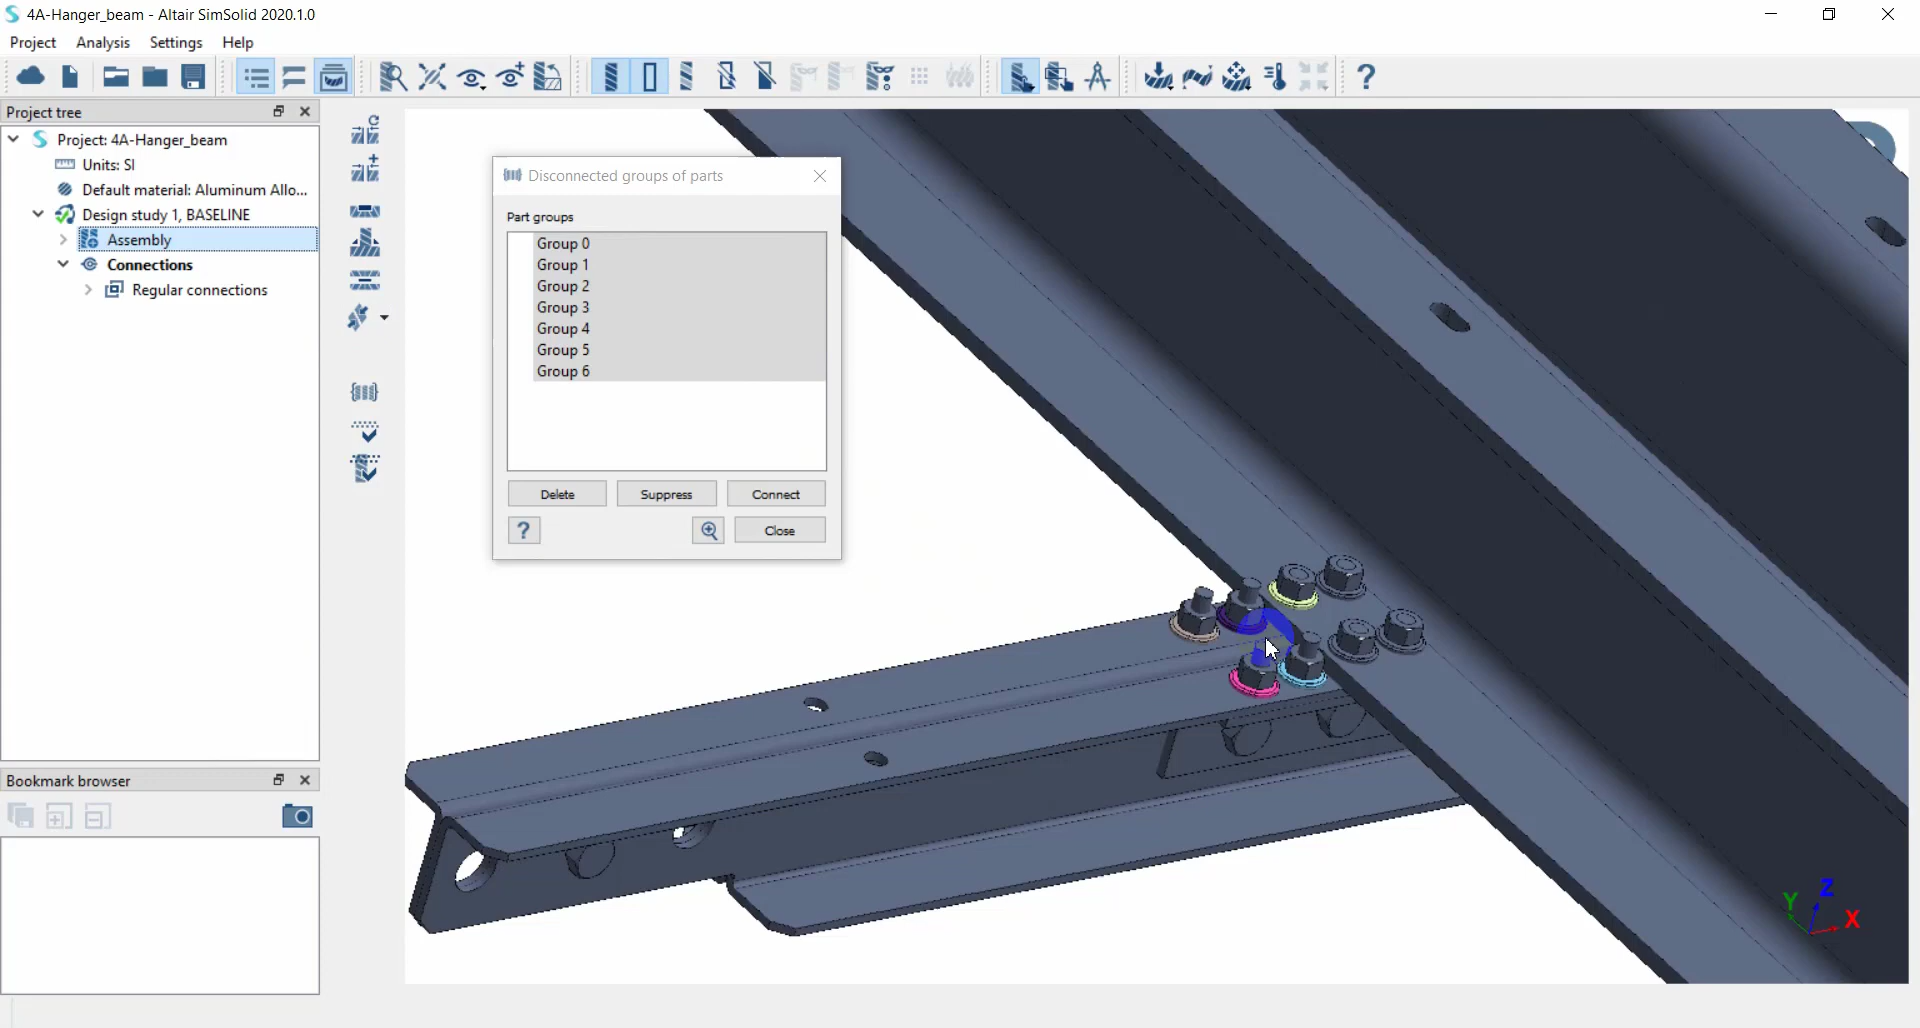 4A-Hanger_beam - Altair SimSolid 2020.1.0
Project Analysis Settings Help
Project tree
Project: 4A-Hanger_beam
Units: SI
Default material: Aluminum Allo...
Design study 1, BASELINE
Assembly
Connections
Regular connections
Bookmark browser
Disconnected groups of parts
Part groups
Group 0
Group 1
Group 2
Group 3
Group 4
Group 5
Group 6
Delete Suppress Connect
? Close
Z
Y
X